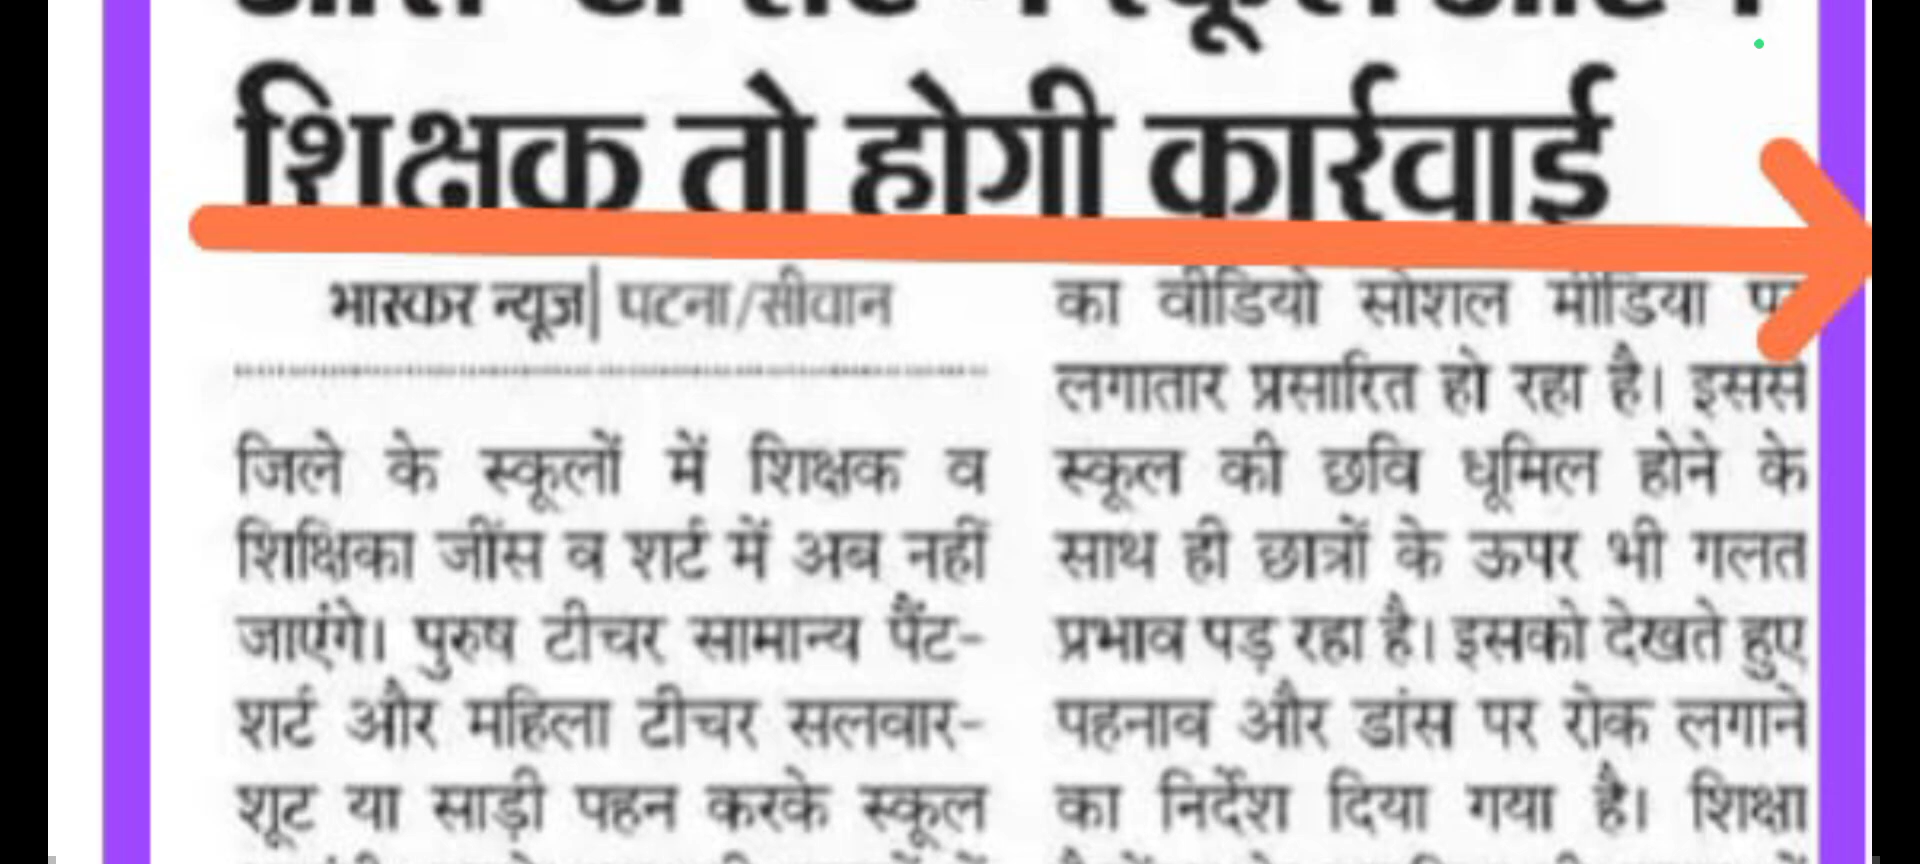 शिक्षक तो होगी कार्रवाई
भास्कर न्यूज| पटना/सीवान
जिले के स्कूलों में शिक्षक व
शिक्षिका जींस व शर्ट में अब नहीं
जाएंगे। पुरुष टीचर सामान्य पैंट-
शर्ट और महिला टीचर सलवार-
शूट या साड़ी पहन करके स्कूल
का वीडियो सोशल मीडिया पर
लगातार प्रसारित हो रहा है। इससे
स्कूल की छवि धूमिल होने के
साथ ही छात्रों के ऊपर भी गलत
प्रभाव पड़ रहा है। इसको देखते हुए
पहनाव और डांस पर रोक लगाने
का निर्देश दिया गया है। शिक्षा